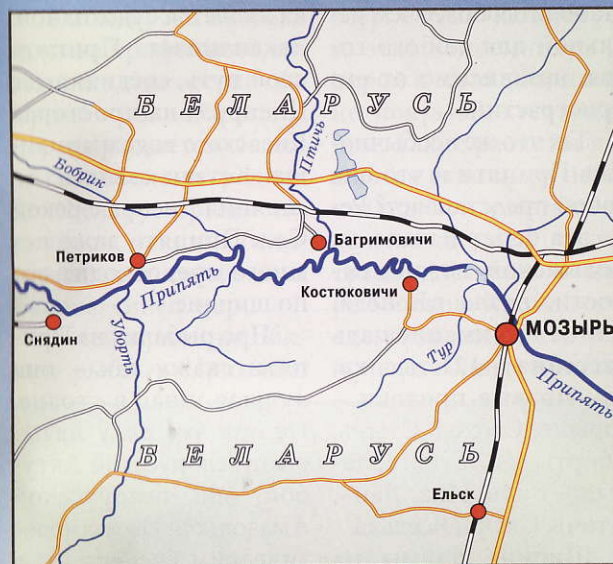 БЕЛАРУСЬ
Птичь
Бобрик
Багримовичи
Петриков
Припять
Костюковичи
Снядин
Уборть
Тур
МОЗЫРЬ
Припять
БЕЛАРУСЬ
Ельск